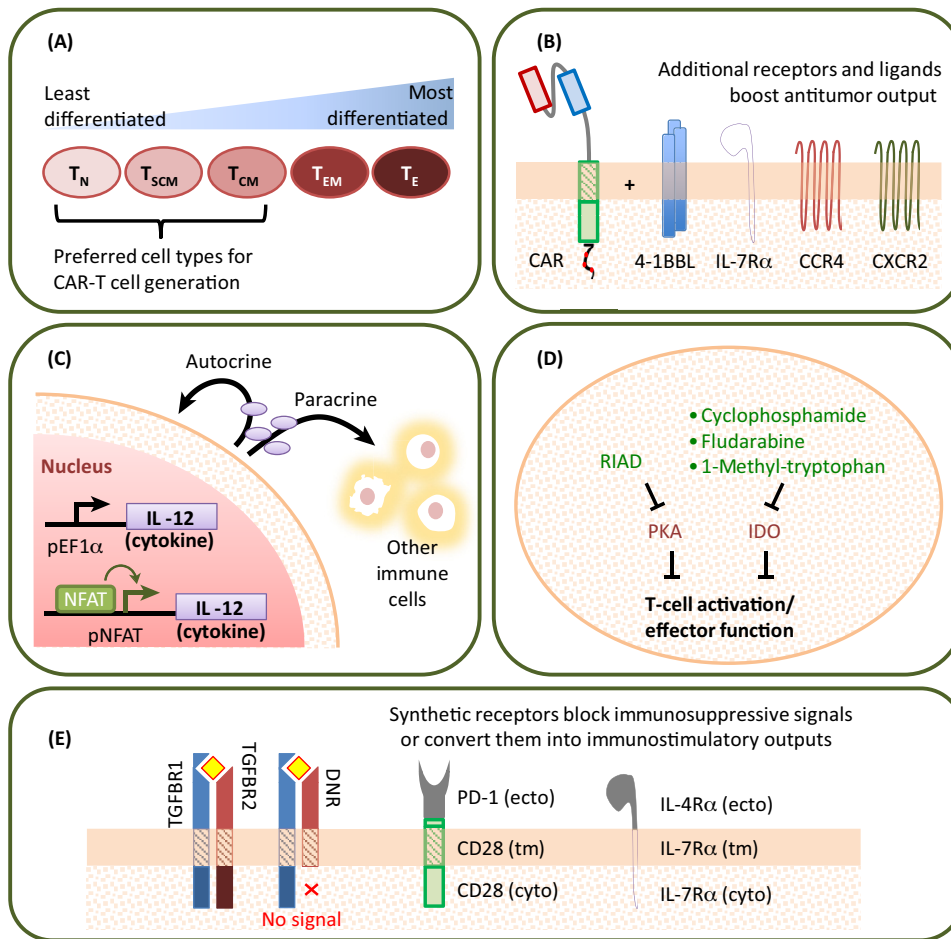 (A)
Least
differentiated
Most
differentiated
TN
TSCM
TCM
TEM
TE
Preferred cell types for
CAR-T cell generation
(B)
Additional receptors and ligands
boost antitumor output
+
CAR
4-1BBL
IL-7Rα
CCR4
CXCR2
(C)
Autocrine
Paracrine
Nucleus
IL -12
(cytokine)
pEF1α
NFAT
IL -12
(cytokine)
pNFAT
Other
immune
cells
(D)
• Cyclophosphamide
• Fludarabine
• 1-Methyl-tryptophan
RIAD
PKA
IDO
T-cell activation/
effector function
(E)
Synthetic receptors block immunosuppressive signals
or convert them into immunostimulatory outputs
TGFBR1
TGFBR2
DNR
No signal
PD-1 (ecto)
CD28 (tm)
CD28 (cyto)
IL-4Rα (ecto)
IL-7Rα (tm)
IL-7Rα (cyto)